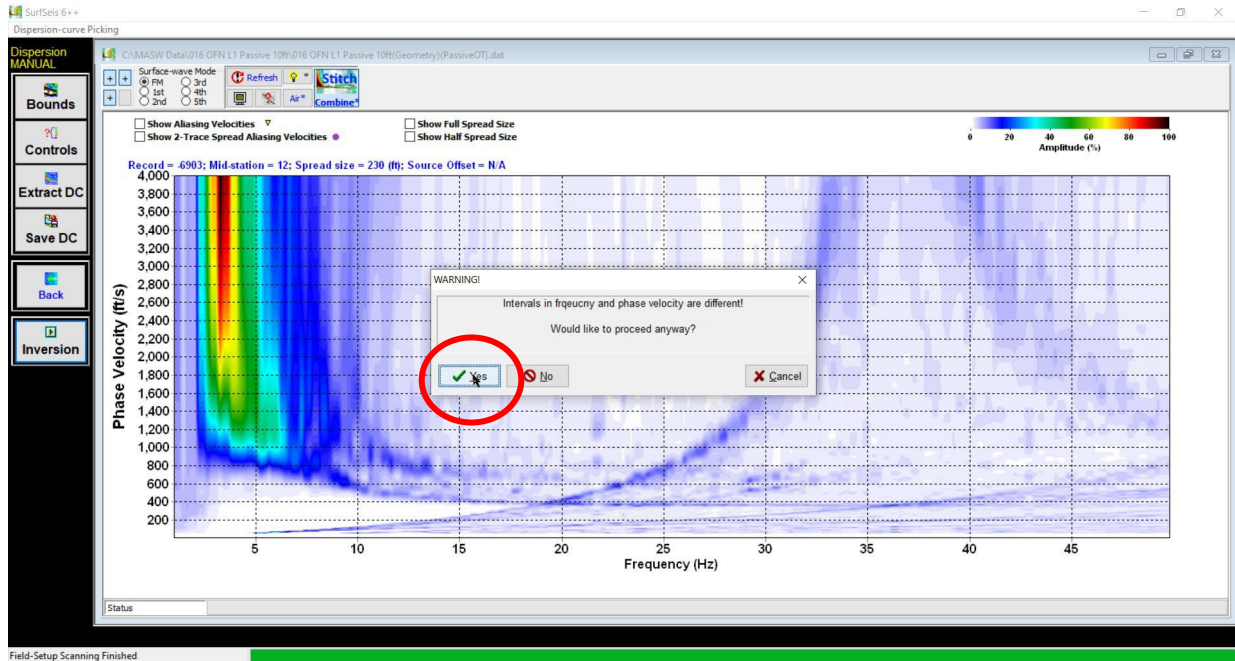 SurfSeis 6++
Dispersion-curve Picking
Dispersion
MANUAL
Bounds
Controls
Extract DC
Save DC
Back
Inversion
C:\MASW Data\016 OFN L1 Passive 10ft\016 OFN L1 Passive 10ft(Geometry)(PassiveOT).dat
Surface-wave Mode
FM 3rd
1st 4th
2nd 5th
Refresh *
Air*
Stitch
Combine*
Show Aliasing Velocities
Show 2-Trace Spread Aliasing Velocities
Show Full Spread Size
Show Half Spread Size
0 20 40 60 80 100
Amplitude (%)
Record = -6903; Mid-station = 12; Spread size = 230 (ft); Source Offset = N/A
4,000
3,800
3,600
3,400
3,200
3,000
2,800
2,600
2,400
2,200
2,000
1,800
1,600
1,400
1,200
1,000
800
600
400
200
Phase Velocity (ft/s)
WARNING!
Intervals in frqeucny and phase velocity are different!
Would like to proceed anyway?
Yes No Cancel
5 10 15 20 25 30 35 40 45
Frequency (Hz)
Status
Field-Setup Scanning Finished